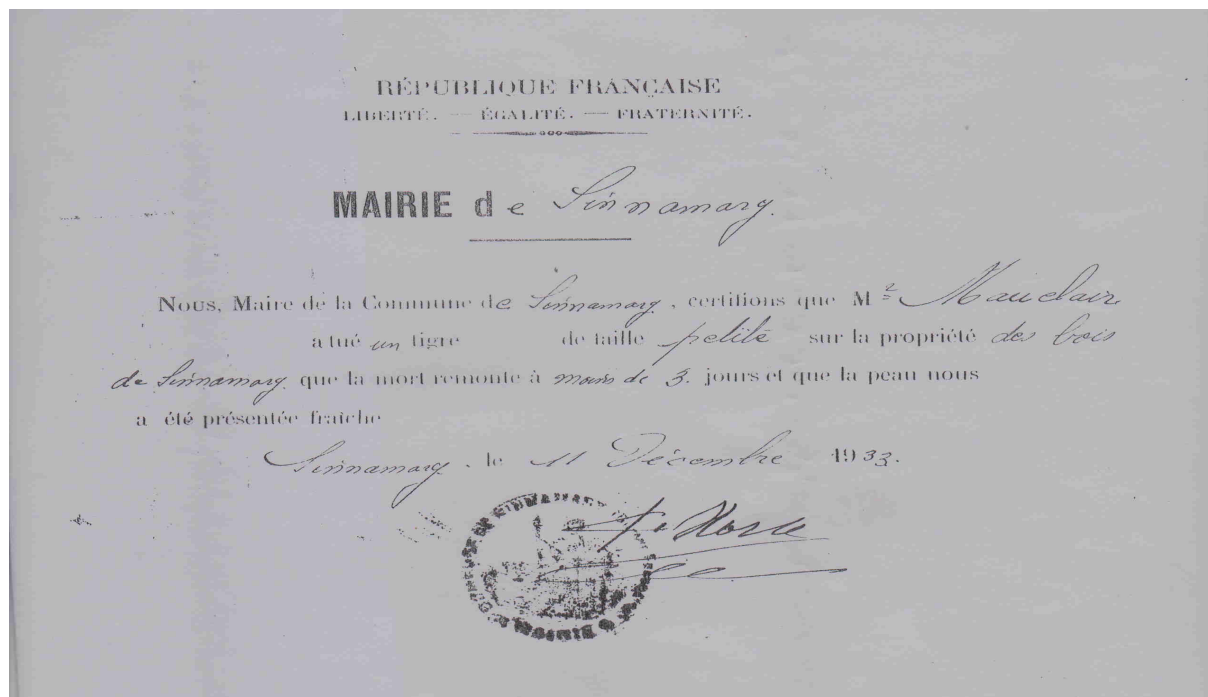 RÉPUBLIQUE FRANÇAISE
LIBERTÉ. — ÉGALITÉ. — FRATERNITÉ.
MAIRIE de Sinnamary.
Nous, Maire de la Commune de Sinnamary, certifions que Mr Mauclair
a tué un tigre de taille petite sur la propriété des bois
de Sinnamary que la mort remonte à moins de 3 jours et que la peau nous
a été présentée fraîche
Sinnamary, le 11 Décembre 1933.